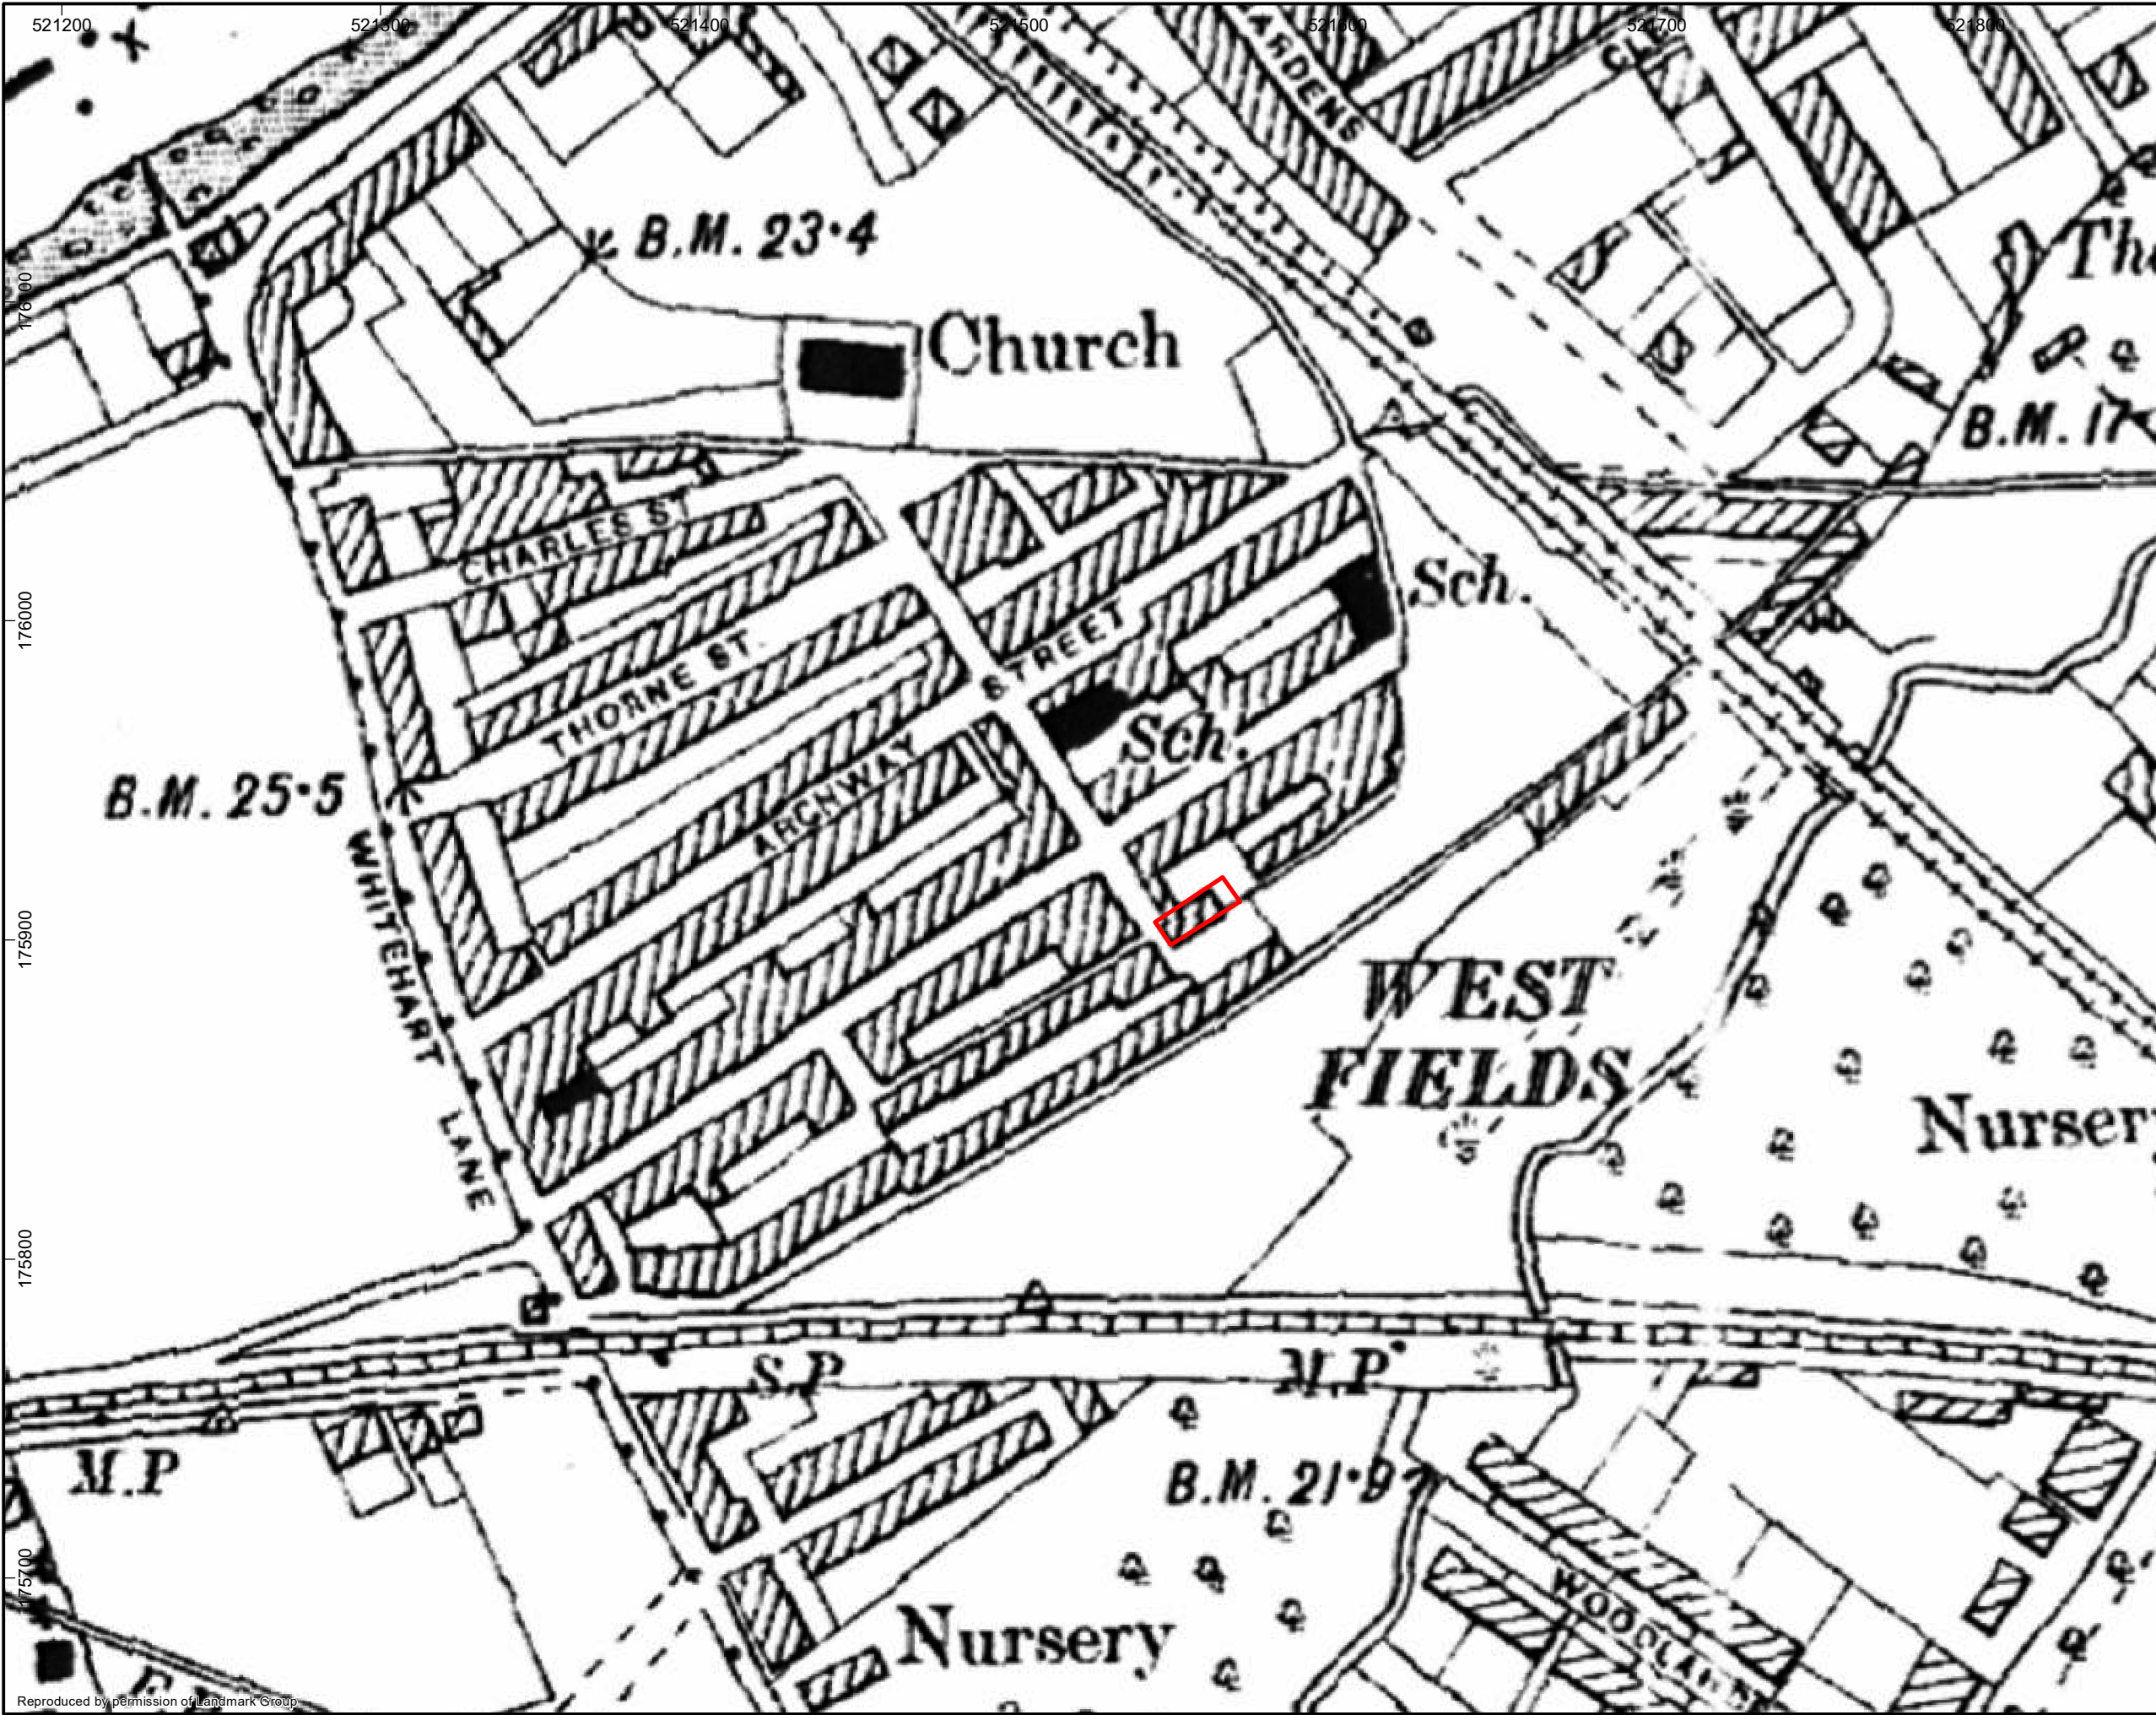 521200
521300
521400
521500
521600
521700
521800
ARDENS
B.M. 23·4
176100
Church
B.M. 17
CHARLES ST
Sch.
176000
STREET
THORNE ST.
Sch.
ARCHWAY
B.M. 25·5
WHITEHART
LANE
175900
WEST
FIELDS
Nurser
175800
S.P
M.P
M.P
B.M. 21·9
175700
WOODLANDS
Nursery
Reproduced by permission of Landmark Group